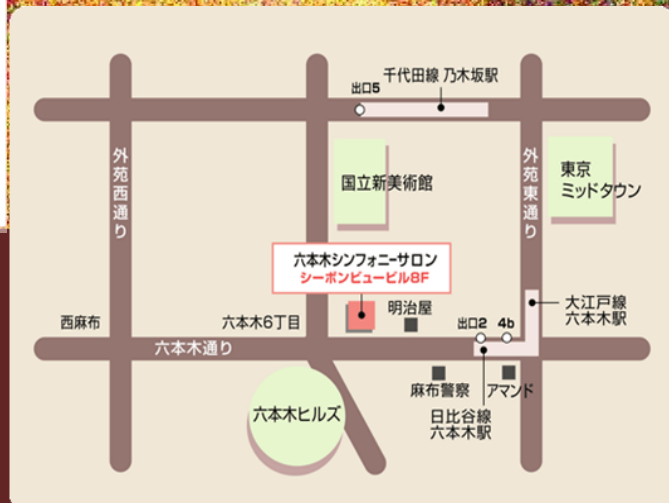 千代田線 乃木坂駅
出口5
外苑西通り
国立新美術館
外苑東通り
東京
ミッドタウン
六本木シンフォニーサロン
シーボンビュービル8F
大江戸線
六本木駅
西麻布
六本木6丁目
明治屋
出口2
4b
六本木通り
麻布警察
アマンド
六本木ヒルズ
日比谷線
六本木駅